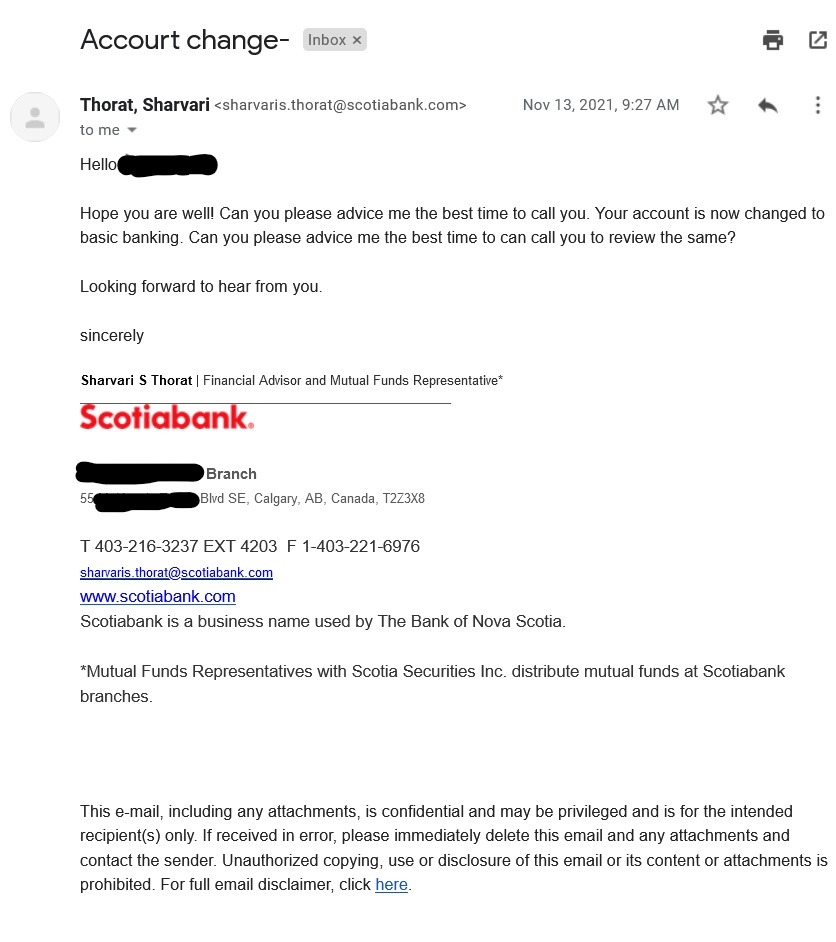 Accourt change- Inbox ×
Thorat, Sharvari <sharvaris.thorat@scotiabank.com> Nov 13, 2021, 9:27 AM
to me
Hello
Hope you are well! Can you please advice me the best time to call you. Your account is now changed to
basic banking. Can you please advice me the best time to can call you to review the same?
Looking forward to hear from you.
sincerely
Sharvari S Thorat | Financial Advisor and Mutual Funds Representative*
Scotiabank.
Branch
55 Blvd SE, Calgary, AB, Canada, T2Z3X8
T 403-216-3237 EXT 4203 F 1-403-221-6976
sharvaris.thorat@scotiabank.com
www.scotiabank.com
Scotiabank is a business name used by The Bank of Nova Scotia.
*Mutual Funds Representatives with Scotia Securities Inc. distribute mutual funds at Scotiabank
branches.
This e-mail, including any attachments, is confidential and may be privileged and is for the intended
recipient(s) only. If received in error, please immediately delete this email and any attachments and
contact the sender. Unauthorized copying, use or disclosure of this email or its content or attachments is
prohibited. For full email disclaimer, click here.